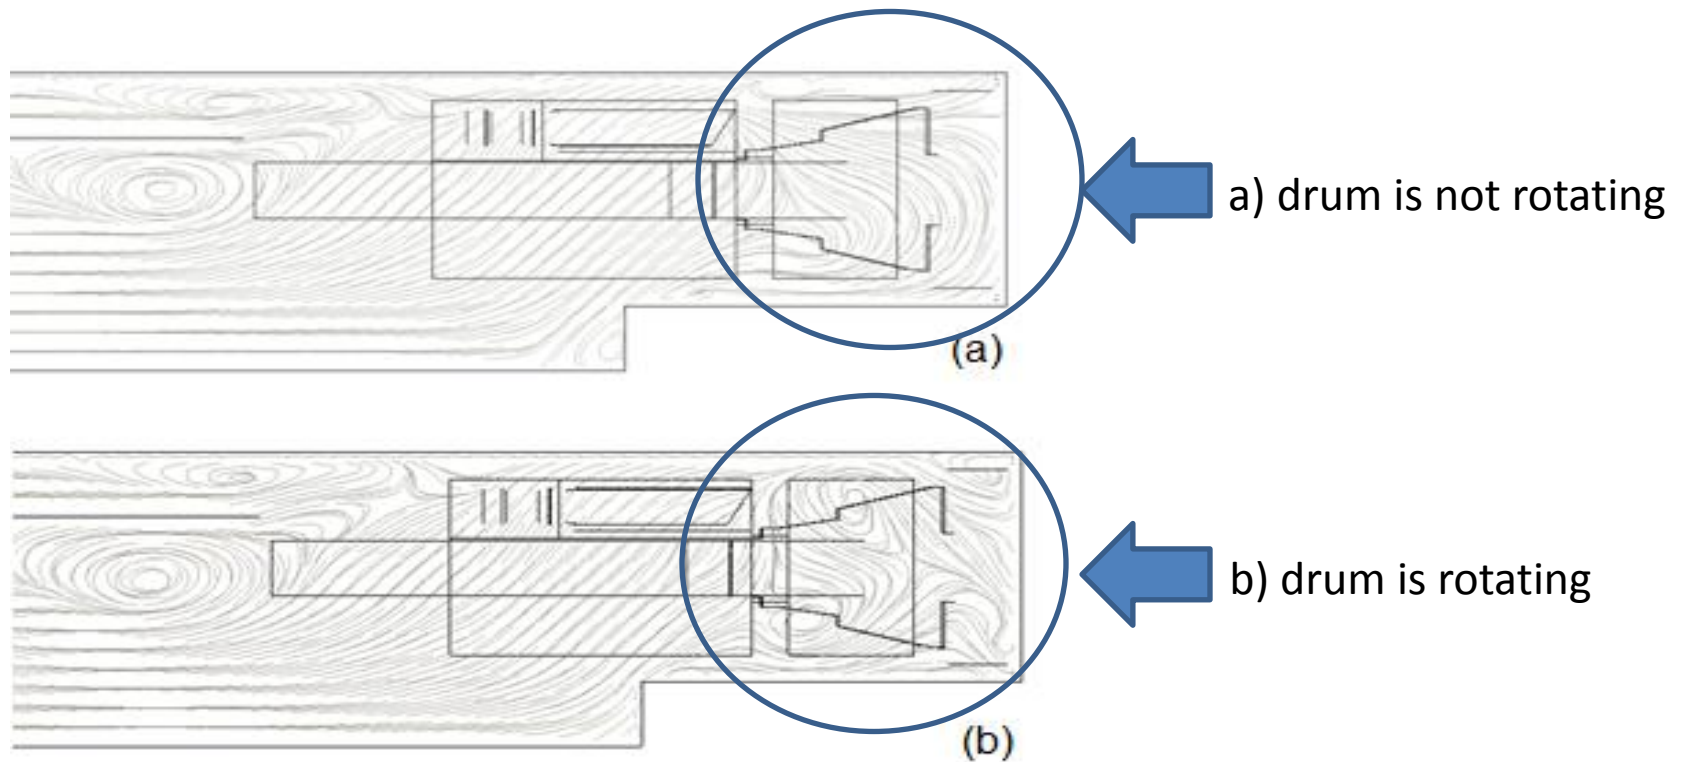 a) drum is not rotating
(a)
b) drum is rotating
(b)